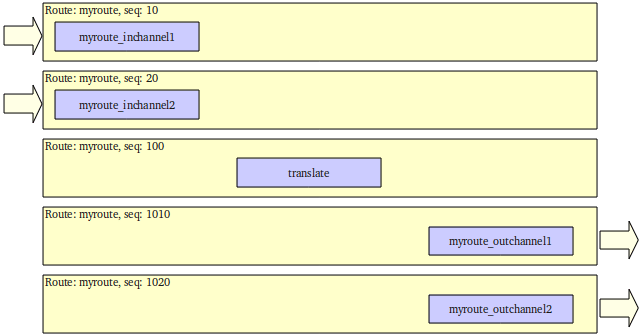 Route: myroute, seq: 10
myroute_inchannel1
Route: myroute, seq: 20
myroute_inchannel2
Route: myroute, seq: 100
translate
Route: myroute, seq: 1010
myroute_outchannel1
Route: myroute, seq: 1020
myroute_outchannel2